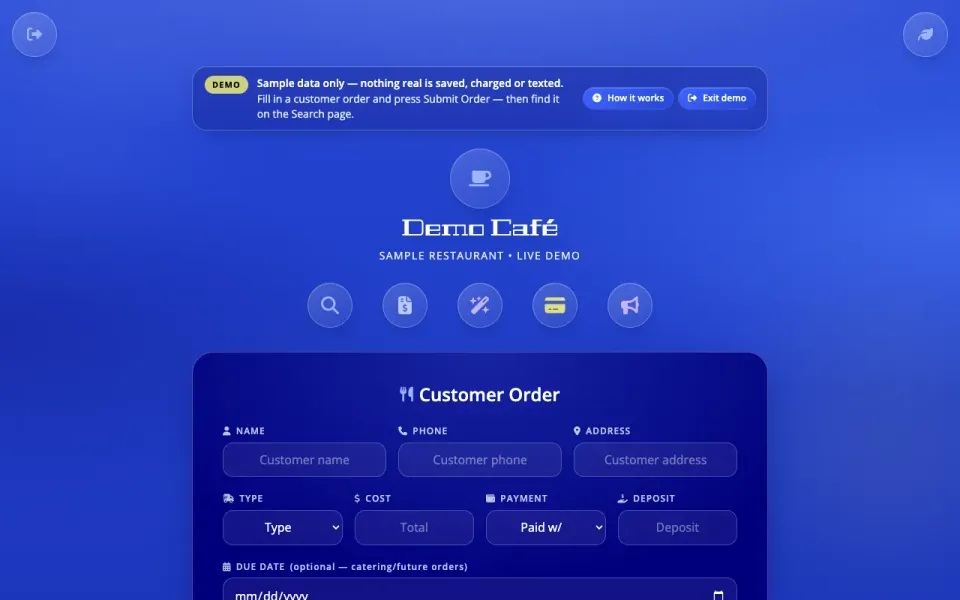 DEMO
Sample data only — nothing real is saved, charged or texted.
Fill in a customer order and press Submit Order — then find it
on the Search page.
How it works
Exit demo
Demo Café
SAMPLE RESTAURANT • LIVE DEMO
Customer Order
NAME
PHONE
ADDRESS
Customer name
Customer phone
Customer address
TYPE
COST
PAYMENT
DEPOSIT
Type
Total
Paid w/
Deposit
DUE DATE (optional — catering/future orders)
mm/dd/yyyy